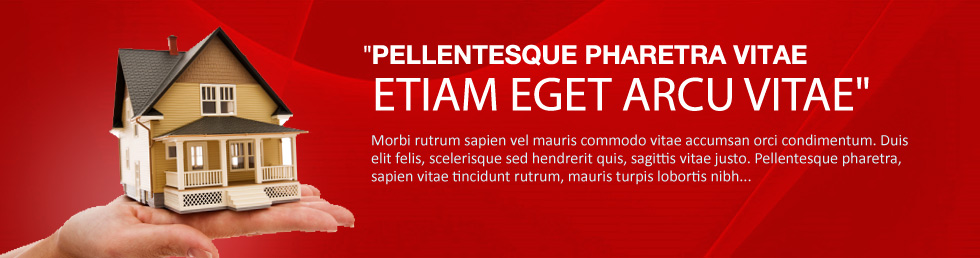 "PELLENTESQUE PHARETRA VITAE
ETIAM EGET ARCU VITAE"
Morbi rutrum sapien vel mauris commodo vitae accumsan orci condimentum. Duis
elit felis, scelerisque sed hendrerit quis, sagittis vitae justo. Pellentesque pharetra,
sapien vitae tincidunt rutrum, mauris turpis lobortis nibh...